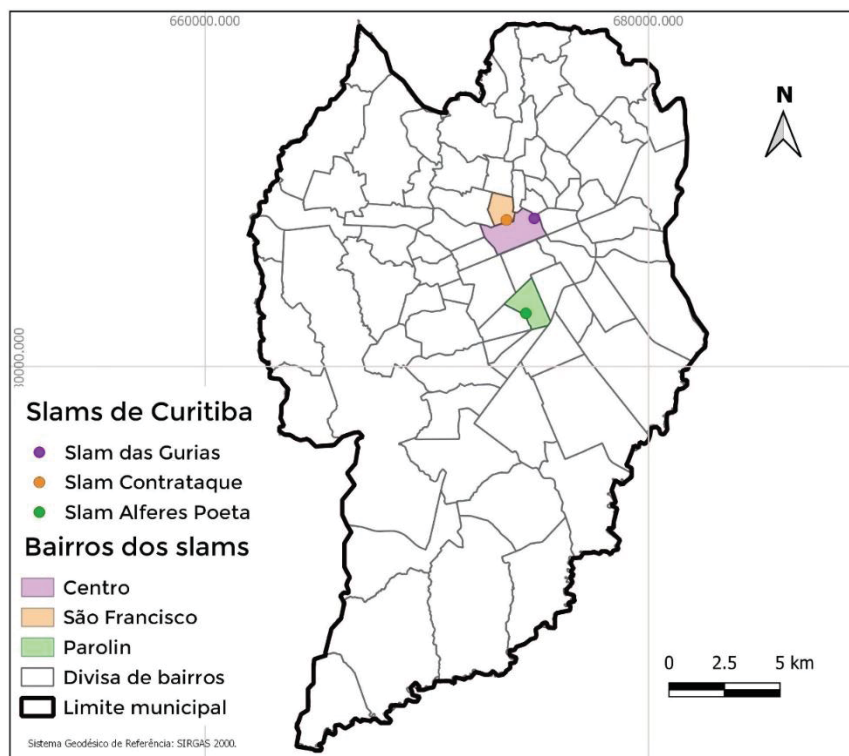 660000.000
680000.000
N
0000.000
Slams de Curitiba
Slam das Gurias
Slam Contrataque
Slam Alferes Poeta
Bairros dos slams
Centro
São Francisco
Parolin
Divisa de bairros
Limite municipal
0 2.5 5 km
Sistema Geodésico de Referência: SIRGAS 2000.